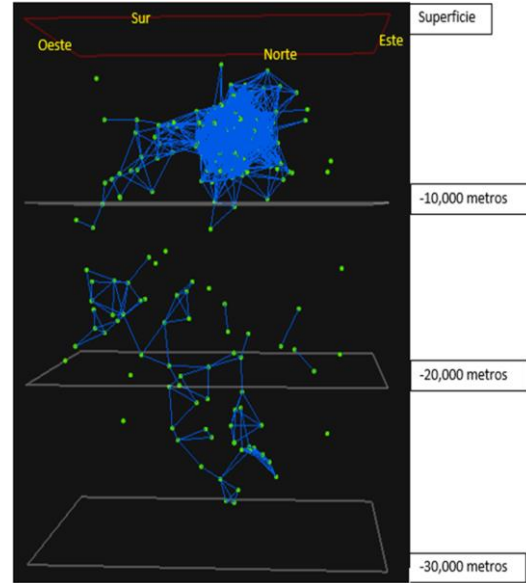 Superficie
Sur
Oeste
Este
Norte
-10,000 metros
-20,000 metros
-30,000 metros